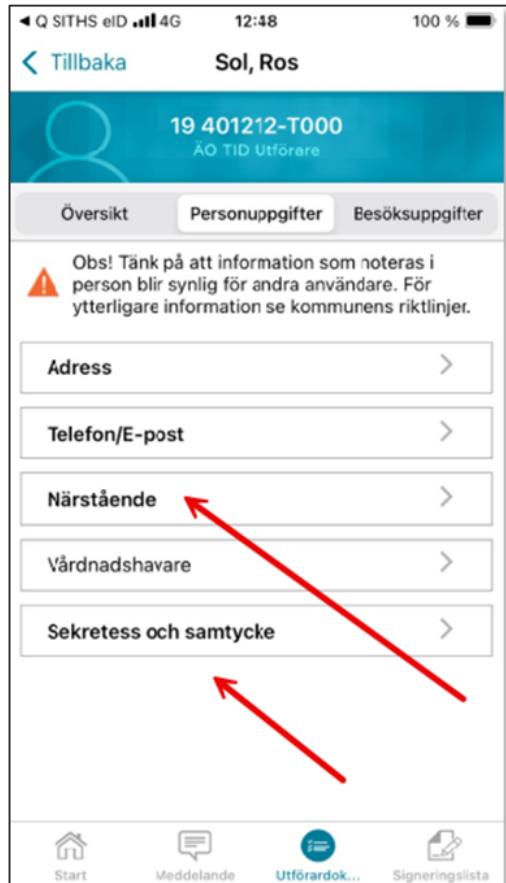 Q SITHS eID 4G 12:48 100 %
Tillbaka Sol, Ros
19 401212-T000
ÄO TID Utförare
Översikt Personuppgifter Besöksuppgifter
Obs! Tänk på att information som noteras i
person blir synlig för andra användare. För
ytterligare information se kommunens riktlinjer.
Adress
Telefon/E-post
Närstående
Vårdnadshavare
Sekretess och samtycke
Start Meddelande Utförardok... Signeringslista